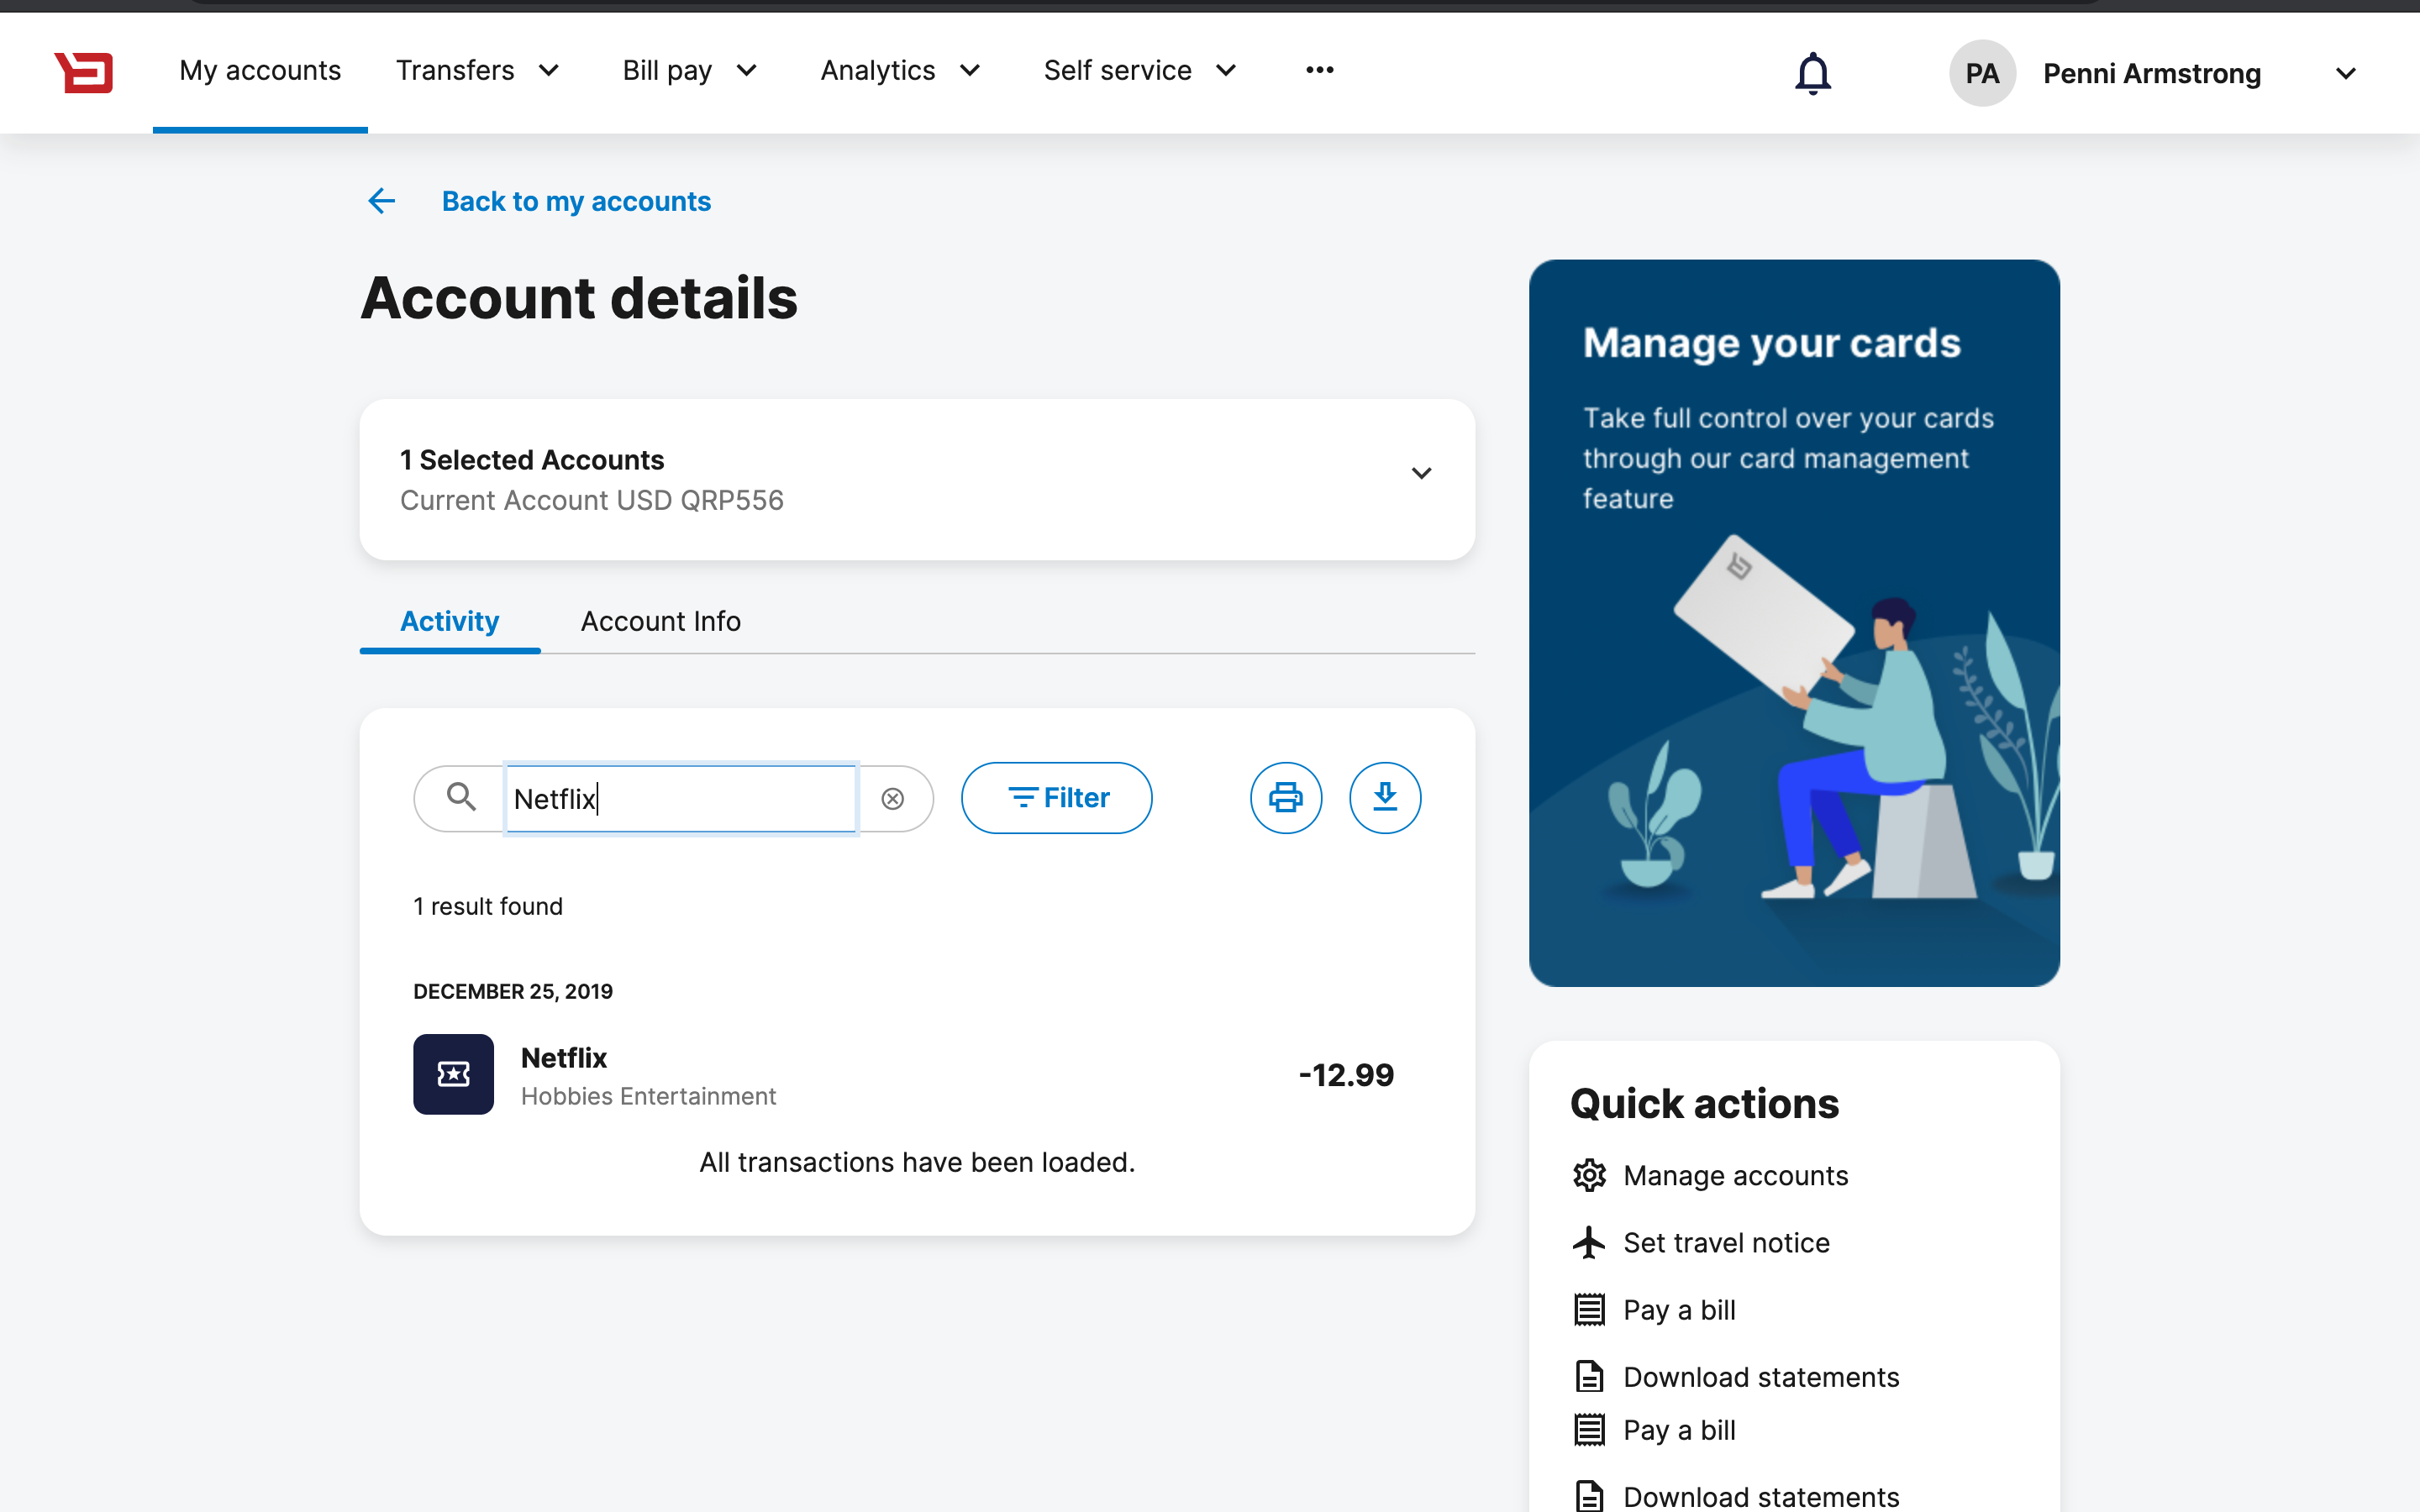 My accounts
Transfers
Bill pay
Analytics
Self service
PA
Penni Armstrong
Back to my accounts
Account details
1 Selected Accounts
Current Account USD QRP556
Activity
Account Info
Netflix
Filter
1 result found
DECEMBER 25, 2019
Netflix
Hobbies Entertainment
-12.99
All transactions have been loaded.
Manage your cards
Take full control over your cards
through our card management
feature
Quick actions
Manage accounts
Set travel notice
Pay a bill
Download statements
Pay a bill
Download statements